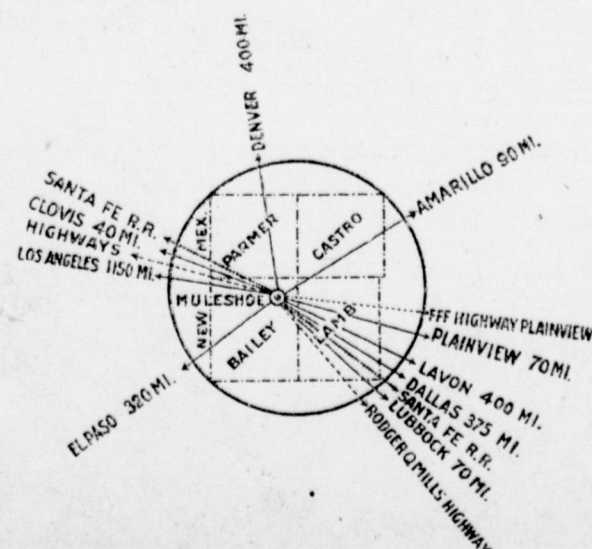 DENVER 400 MI.
AMARILLO 90 MI.
SANTA FE R.R.
CLOVIS 40 MI.
HIGHWAYS
LOS ANGELES 1150 MI.
NEW MEX.
PARMER
CASTRO
MULESHOE
BAILEY
LAMB
EL PASO 320 MI.
FFF HIGHWAY PLAINVIEW
PLAINVIEW 70 MI.
LAVON 400 MI.
DALLAS 375 MI.
SANTA FE R.R.
LUBBOCK 70 MI.
RODGER Q MILLS HIGHWAY